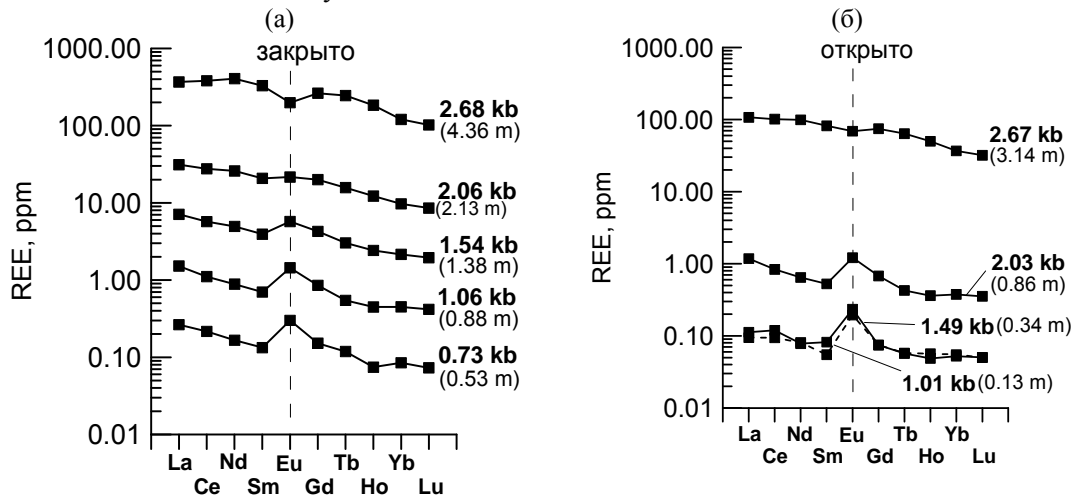 (а)
закрыто
1000.00
100.00
10.00
1.00
0.10
0.01
REE, ppm
2.68 kb
(4.36 m)
2.06 kb
(2.13 m)
1.54 kb
(1.38 m)
1.06 kb
(0.88 m)
0.73 kb
(0.53 m)
La Nd Eu Tb Yb
Ce Sm Gd Ho Lu
(б)
открыто
1000.00
100.00
10.00
1.00
0.10
0.01
REE, ppm
2.67 kb
(3.14 m)
2.03 kb
(0.86 m)
1.49 kb (0.34 m)
1.01 kb (0.13 m)
La Nd Eu Tb Yb
Ce Sm Gd Ho Lu